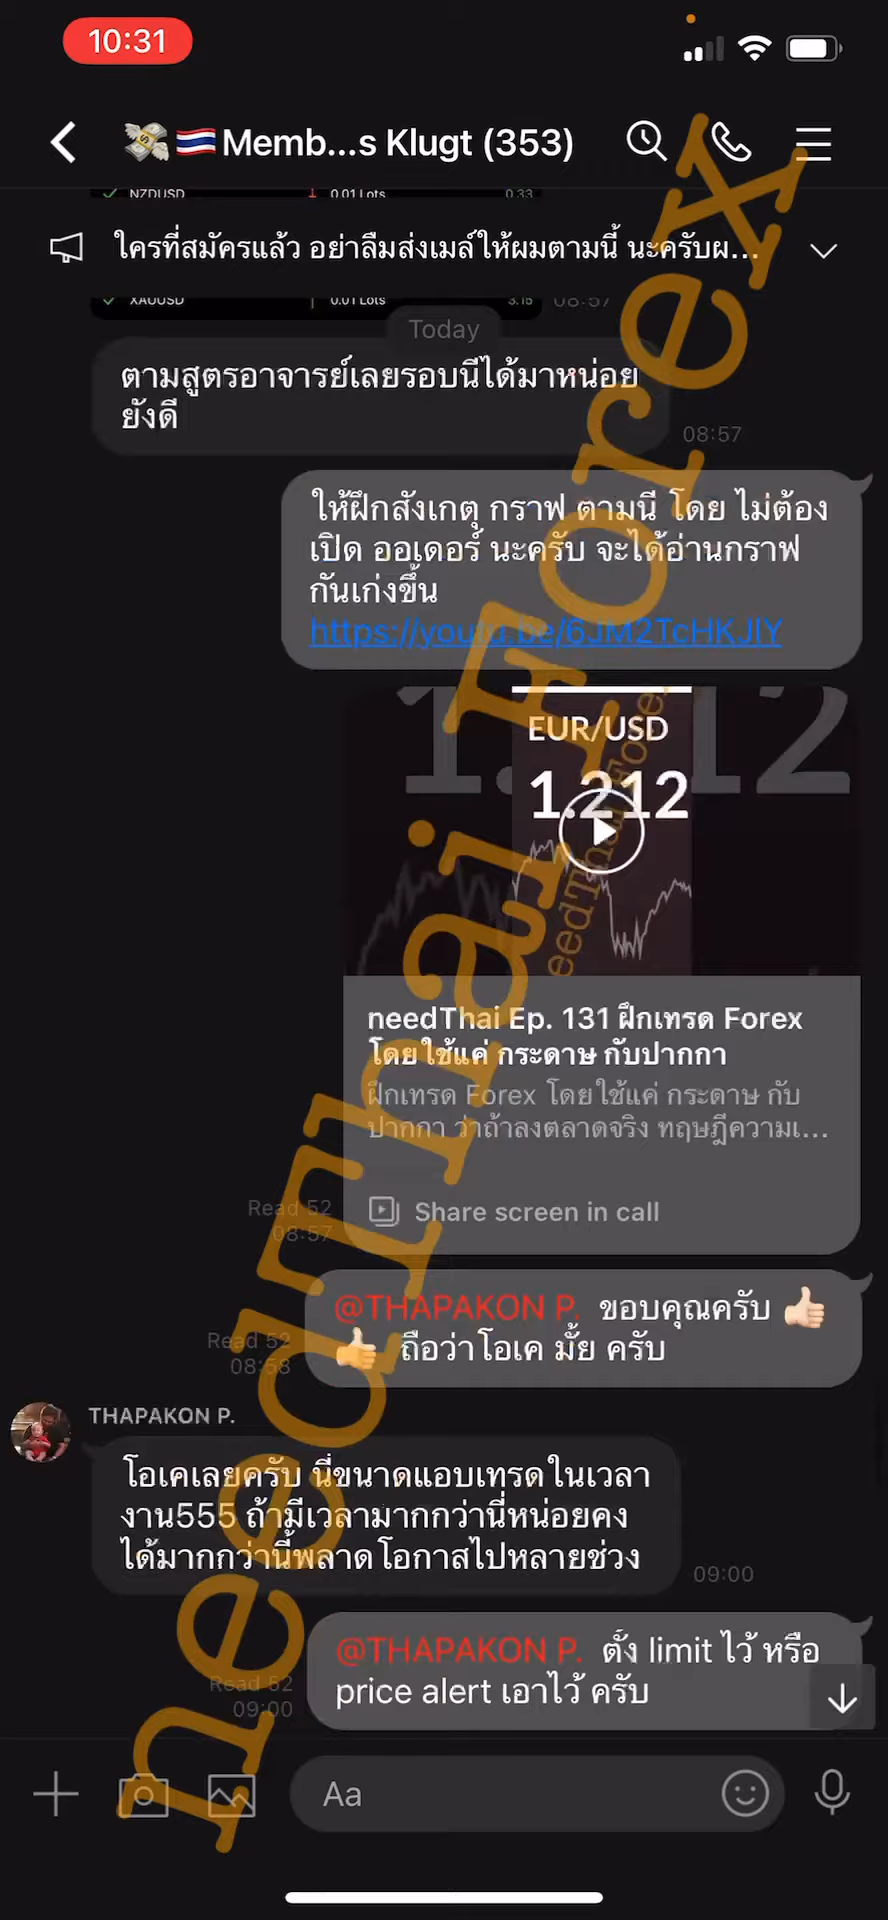 10:31
Memb...s Klugt (353)
NZDUSD 0.01 Lots 0.33
ใครที่สมัครแล้ว อย่าลืมส่งเมล์ให้ผมตามนี้ นะครับผ...
XAUUSD 0.01 Lots 3.15 08:57
Today
ตามสูตรอาจารย์เลยรอบนี้ได้มาหน่อย
ยังดี
08:57
ให้ฝึกสังเกตุ กราฟ ตามนี้ โดย ไม่ต้อง
เปิด ออเดอร์ นะครับ จะได้อ่านกราฟ
กันเก่งขึ้น
https://youtu.be/6JM2TcHKJlY
EUR/USD
1.212
needThai Ep. 131 ฝึกเทรด Forex
โดยใช้แค่ กระดาษ กับปากกา
ฝึกเทรด Forex โดยใช้แค่ กระดาษ กับ
ปากกา ว่าถ้าลงตลาดจริง ทฤษฎีความเ...
Share screen in call
Read 52
08:57
@THAPAKON P. ขอบคุณครับ
ถือว่าโอเค มั้ย ครับ
Read 52
08:58
THAPAKON P.
โอเคเลยครับ นี่ขนาดแอบเทรดในเวลา
งาน555 ถ้ามีเวลามากกว่านี้หน่อยคง
ได้มากกว่านี้พลาดโอกาสไปหลายช่วง
09:00
@THAPAKON P. ตั้ง limit ไว้ หรือ
price alert เอาไว้ ครับ
Read 52
09:00
Aa
needThai Forex